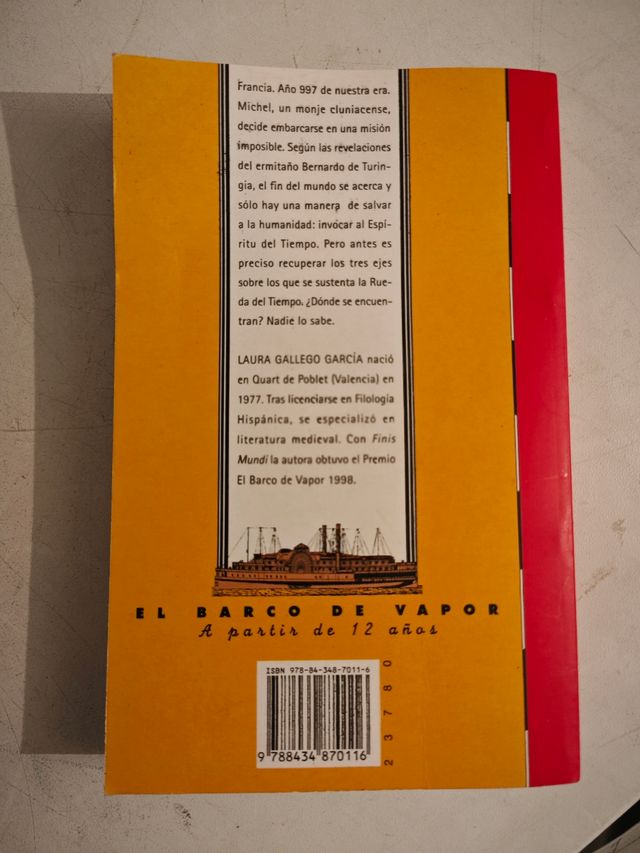 Francia. Año 997 de nuestra era.
Michel, un monje cluniacense,
decide embarcarse en una misión
imposible. Según las revelaciones
del ermitaño Bernardo de Turin-
gia, el fin del mundo se acerca y
sólo hay una manera de salvar
a la humanidad: invocar al Espí-
ritu del Tiempo. Pero antes es
preciso recuperar los tres ejes
sobre los que se sustenta la Rue-
da del Tiempo. ¿Dónde se encuen-
tran? Nadie lo sabe.
LAURA GALLEGO GARCÍA nació
en Quart de Poblet (Valencia) en
1977. Tras licenciarse en Filología
Hispánica, se especializó en
literatura medieval. Con Finis
Mundi la autora obtuvo el Premio
El Barco de Vapor 1998.
EL BARCO DE VAPOR
A partir de 12 años
ISBN 978-84-348-7011-6
9 788434 870116
23780